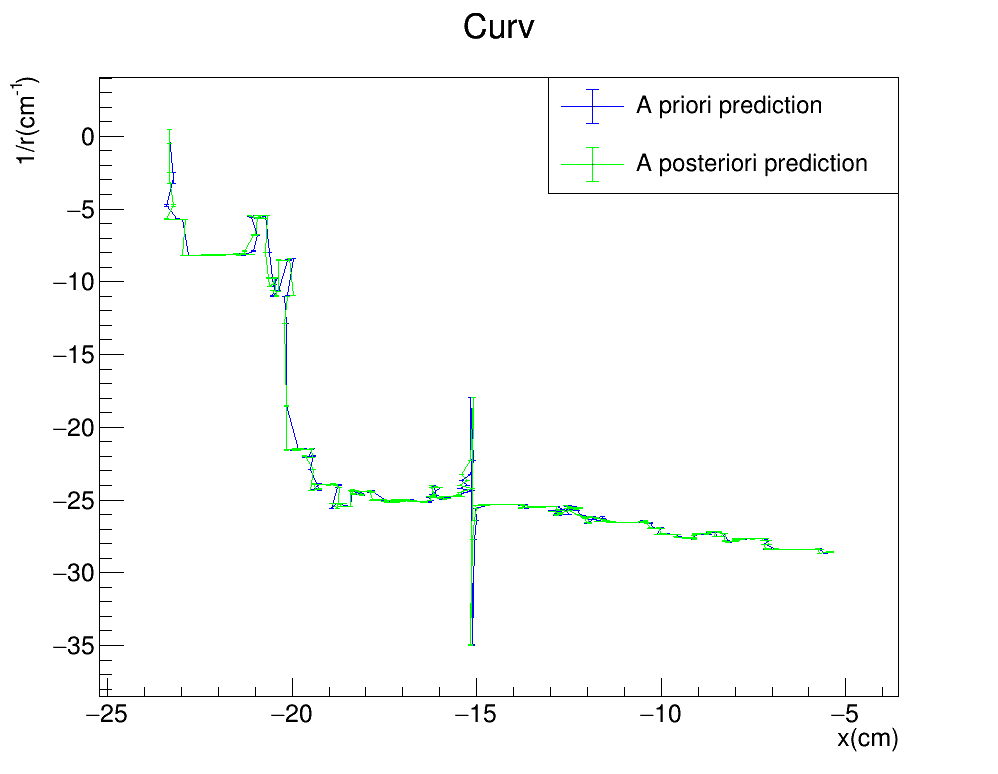 Curv
1/r(cm⁻¹)
A priori prediction
A posteriori prediction
0
−5
−10
−15
−20
−25
−30
−35
−25 −20 −15 −10 −5
x(cm)